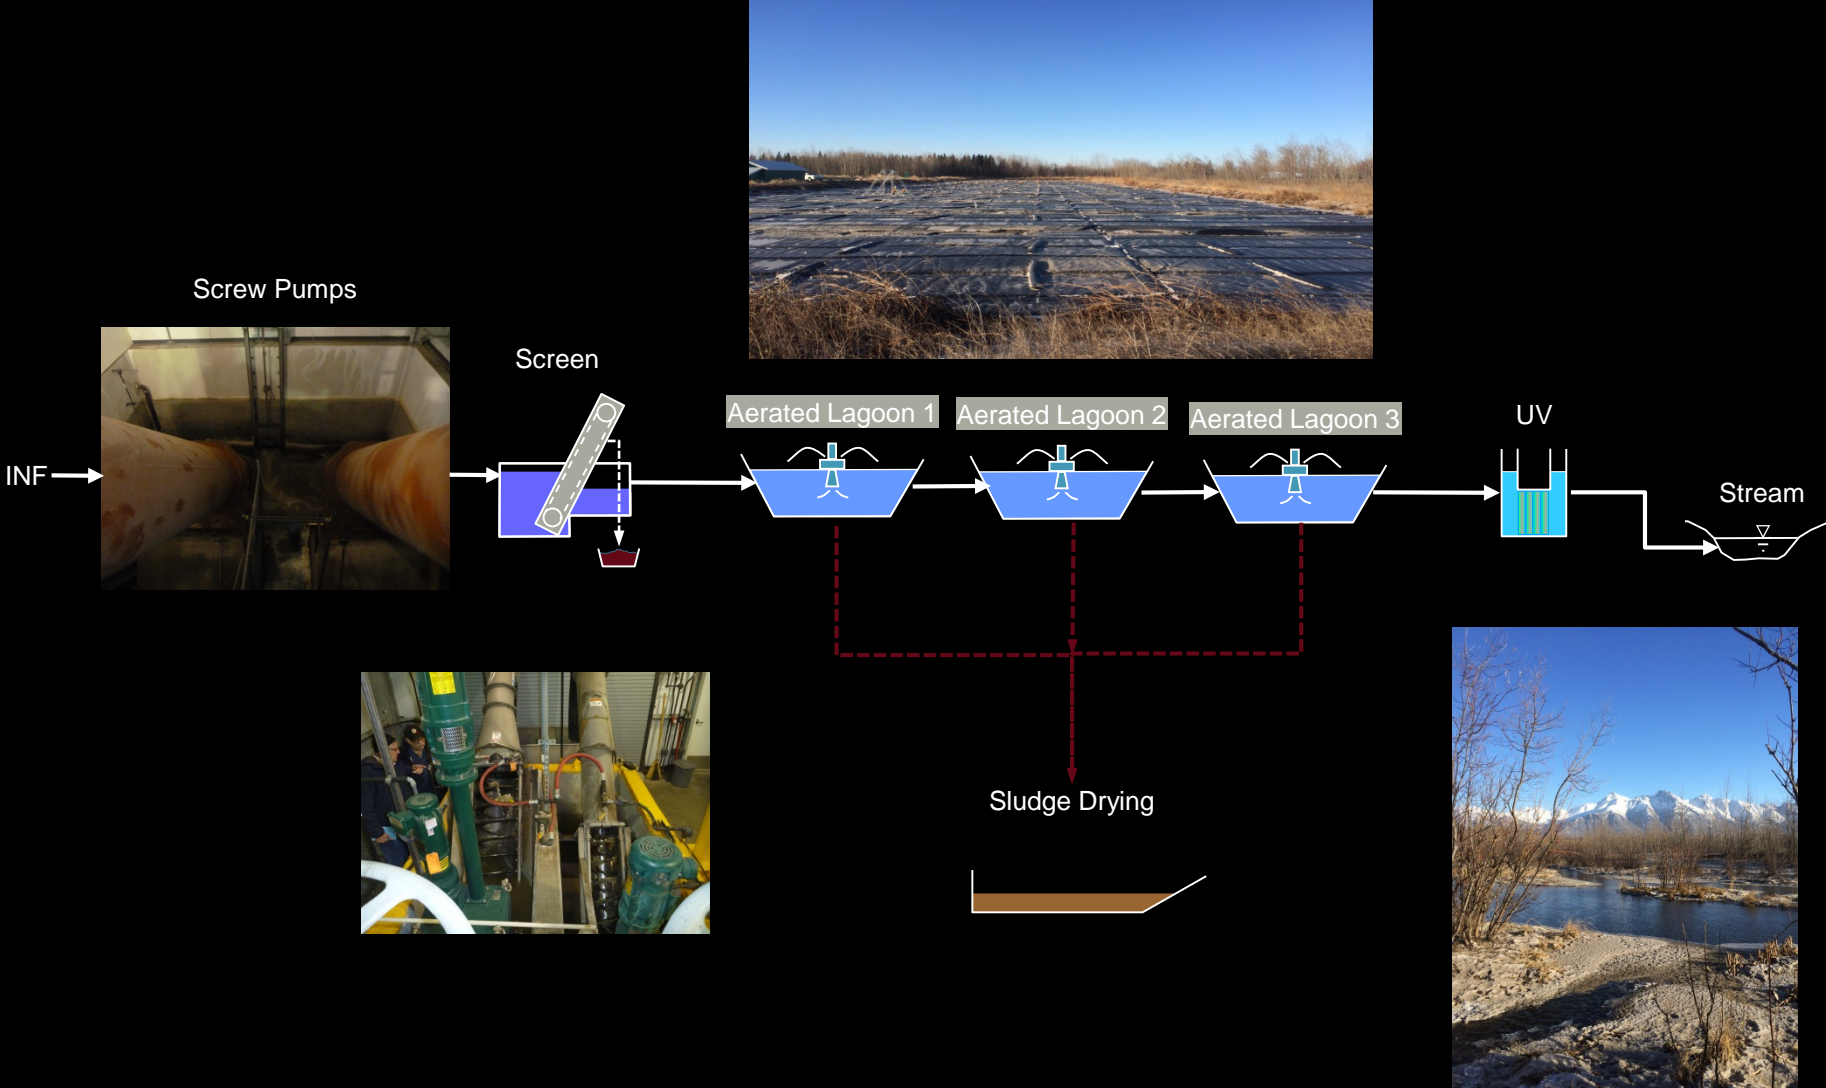 Screw Pumps
Screen
Aerated Lagoon 1
Aerated Lagoon 2
Aerated Lagoon 3
UV
INF
Stream
Sludge Drying